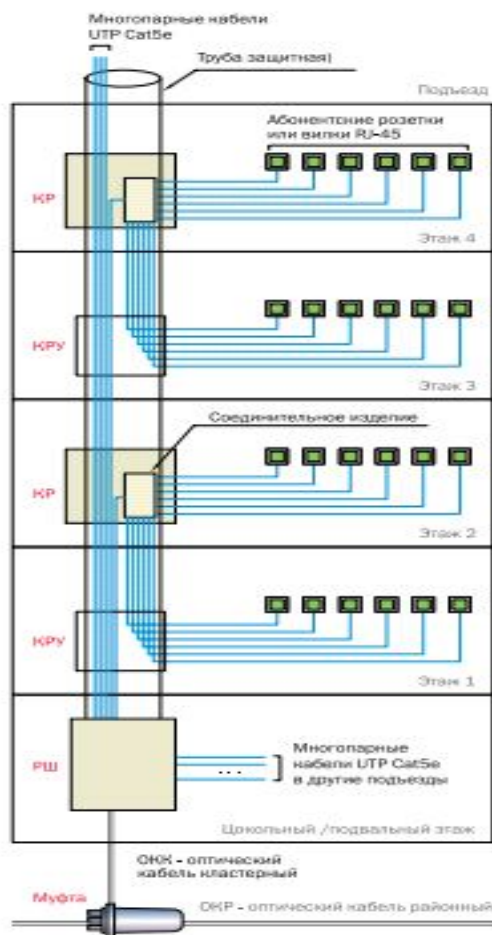 Многопарные кабели
UTP Cat5e
Труба защитная)
Подъезд
Абонентские розетки
или вилки RJ-45
КР
Этаж 4
КРУ
Этаж 3
Соединительное изделие
КР
Этаж 2
КРУ
Этаж 1
РШ
Многопарные
кабели UTP Cat5e
в другие подъезды
...
Цокольный /подвальный этаж
ОКК - оптический
кабель кластерный
Муфта
ОКР - оптический кабель районный